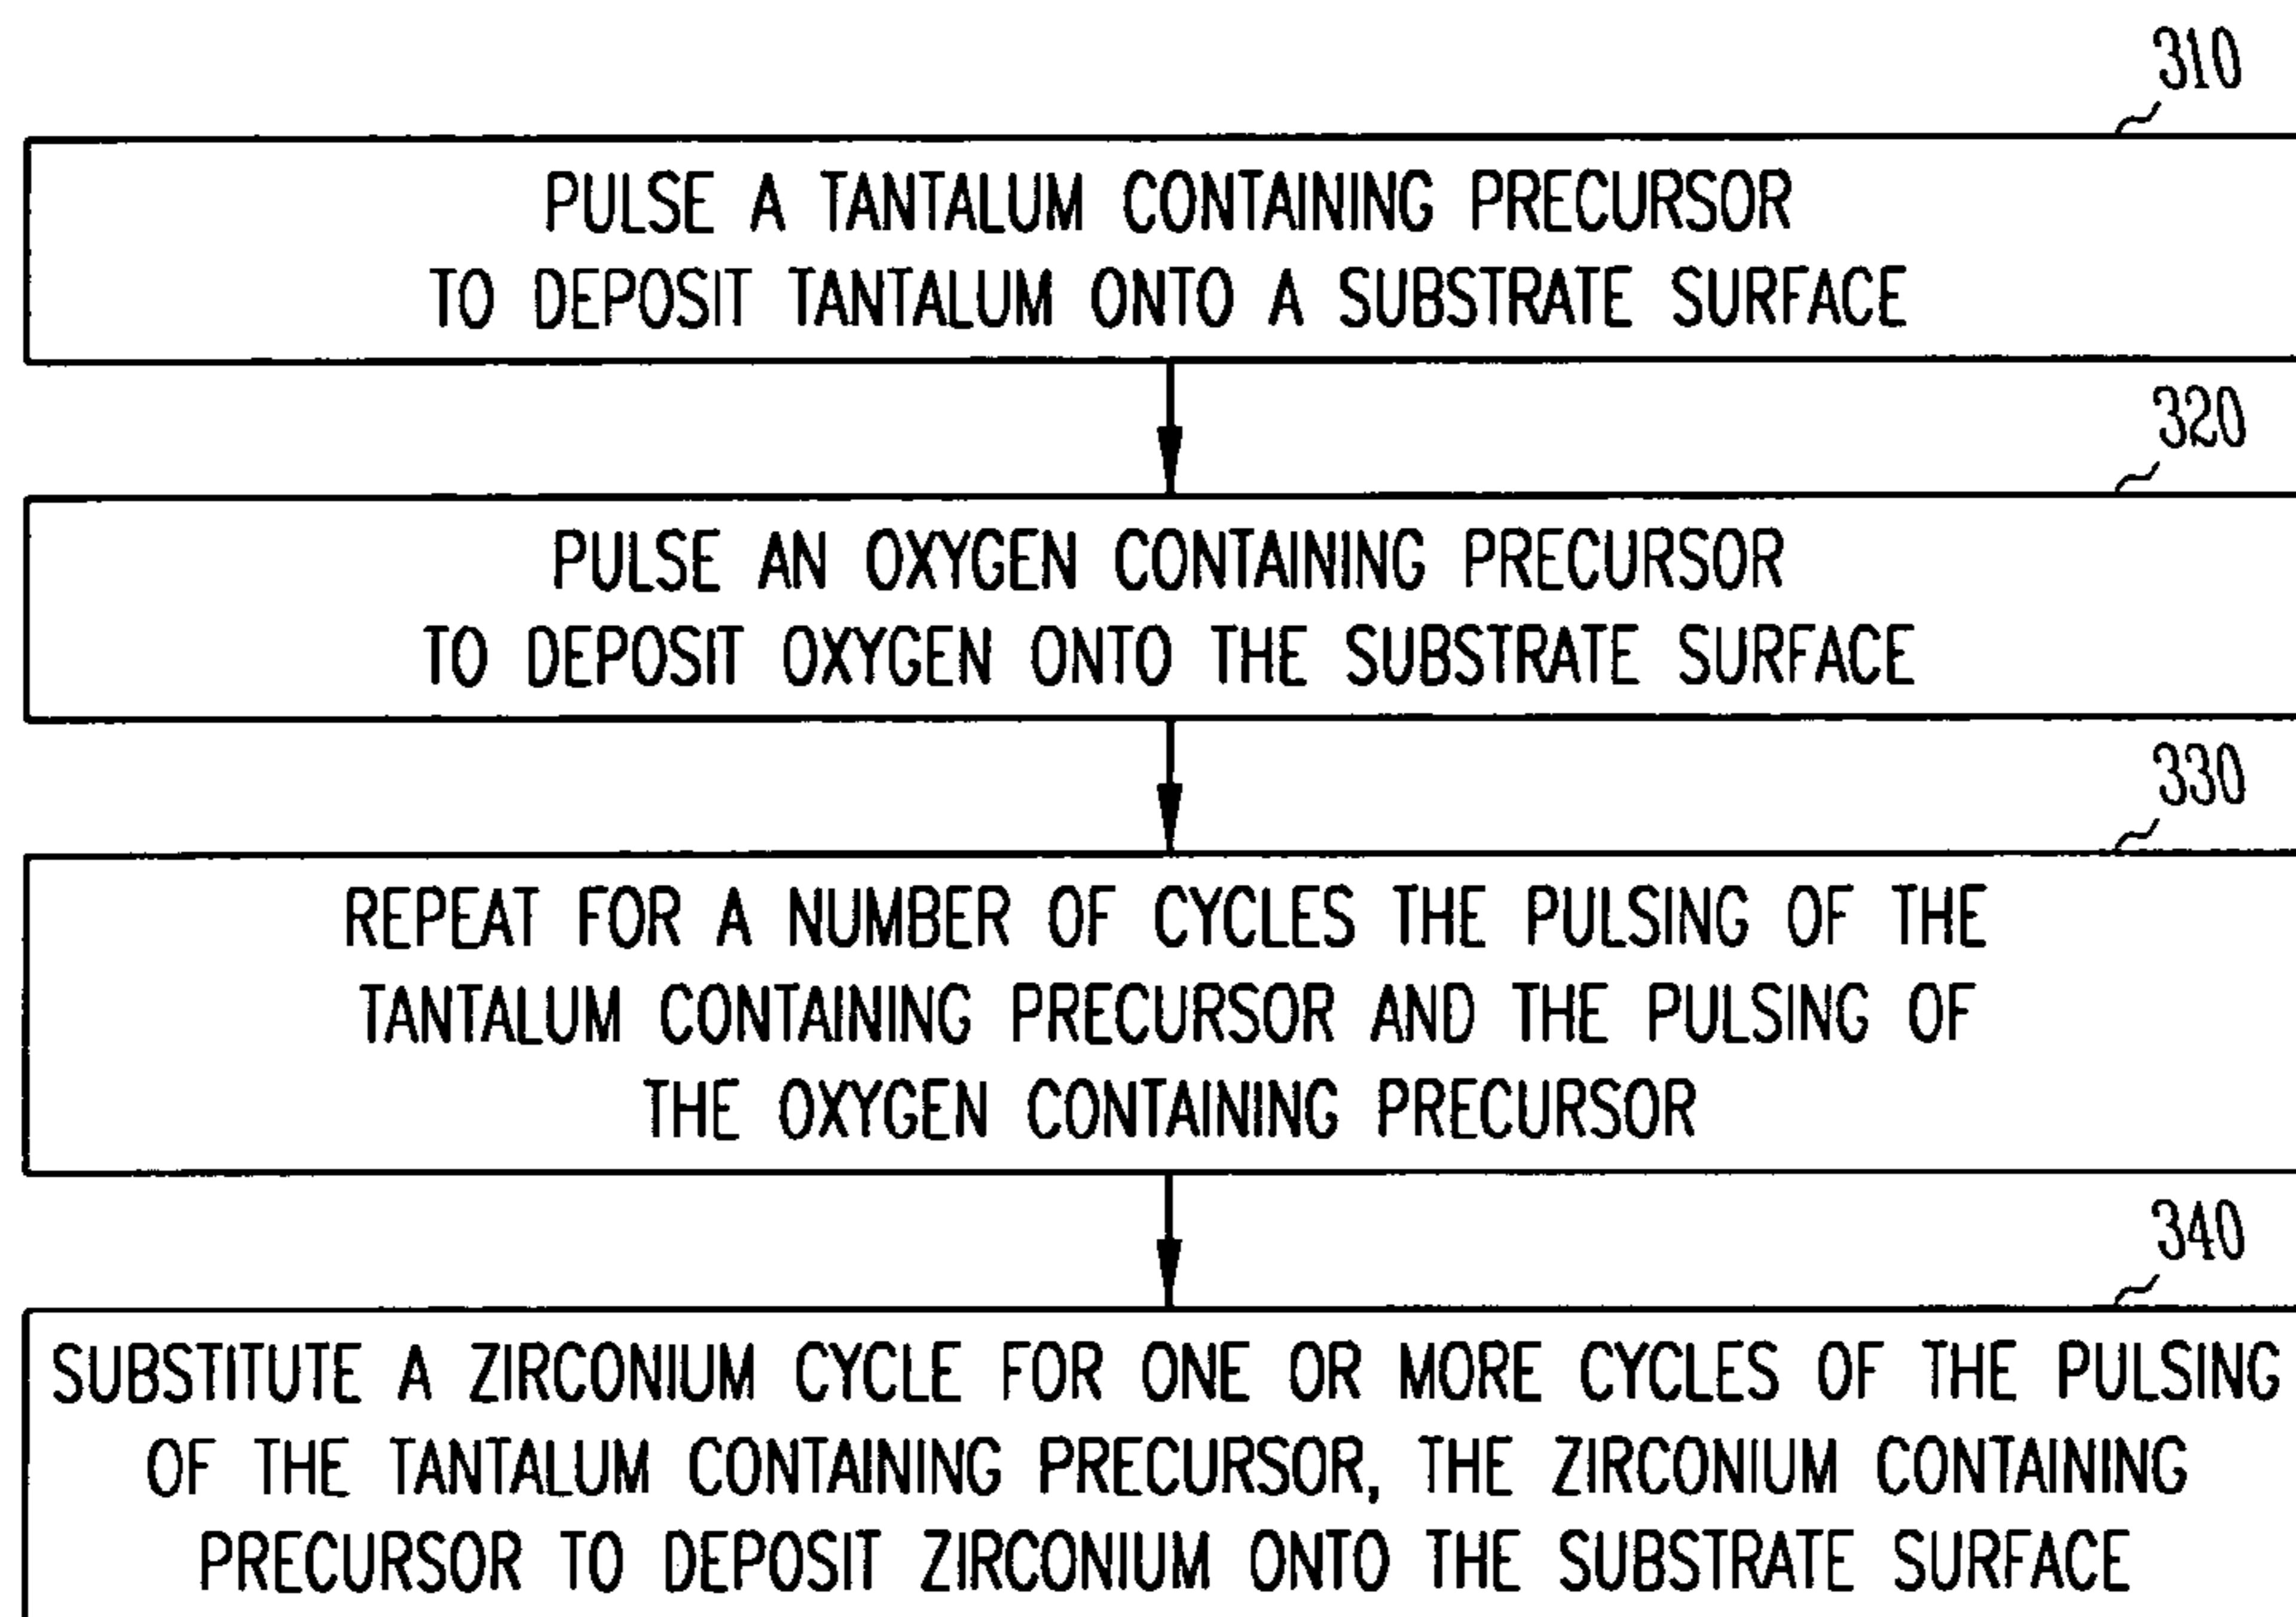 310
PULSE A TANTALUM CONTAINING PRECURSOR
TO DEPOSIT TANTALUM ONTO A SUBSTRATE SURFACE
320
PULSE AN OXYGEN CONTAINING PRECURSOR
TO DEPOSIT OXYGEN ONTO THE SUBSTRATE SURFACE
330
REPEAT FOR A NUMBER OF CYCLES THE PULSING OF THE
TANTALUM CONTAINING PRECURSOR AND THE PULSING OF
THE OXYGEN CONTAINING PRECURSOR
340
SUBSTITUTE A ZIRCONIUM CYCLE FOR ONE OR MORE CYCLES OF THE PULSING
OF THE TANTALUM CONTAINING PRECURSOR, THE ZIRCONIUM CONTAINING
PRECURSOR TO DEPOSIT ZIRCONIUM ONTO THE SUBSTRATE SURFACE